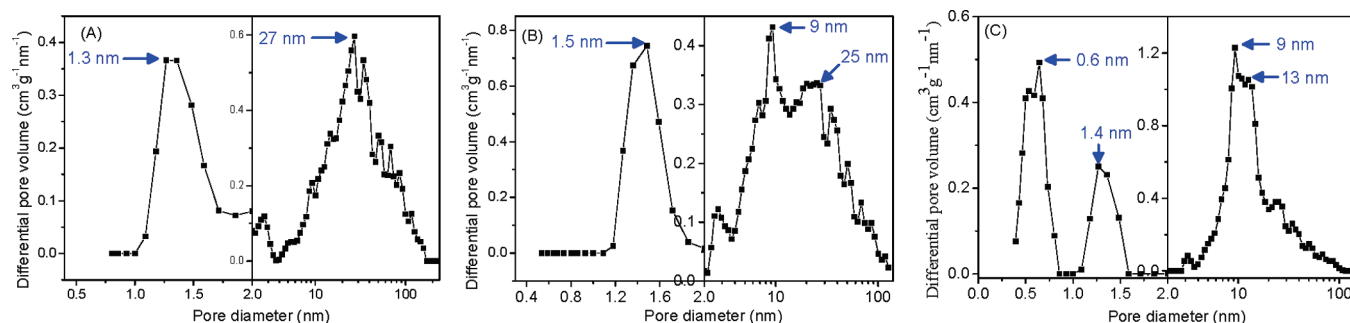 (A)
1.3 nm
27 nm
Differential pore volume (cm³g⁻¹nm⁻¹)
0.4
0.3
0.2
0.1
0.0
0.6
0.4
0.2
0.0
0.5 1.0 1.5 2.0 10 100
Pore diameter (nm)
(B)
1.5 nm
9 nm
25 nm
Differential pore volume (cm³g⁻¹nm⁻¹)
0.8
0.6
0.4
0.2
0.0
0.4
0.3
0.2
0.1
0.0
0.4 0.8 1.2 1.6 2.0 10 100
Pore diameter (nm)
(C)
0.6 nm
1.4 nm
9 nm
13 nm
Differential pore volume (cm³g⁻¹nm⁻¹)
0.6
0.4
0.2
0.0
1.2
0.8
0.4
0.0
0.0 0.5 1.0 1.5 2.0 10 100
Pore diameter (nm)